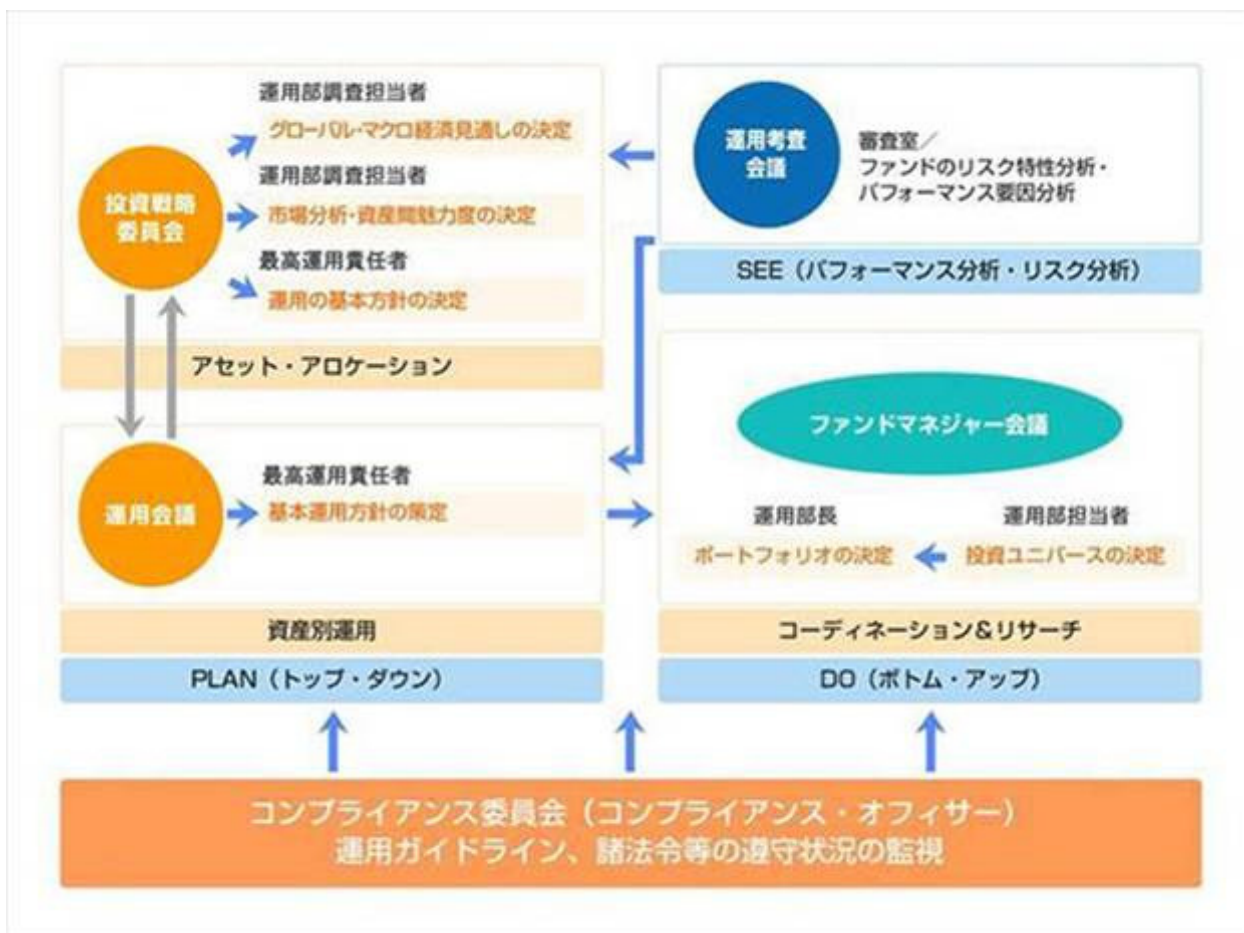 運用部調査担当者
グローバル・マクロ経済見通しの決定
投資戦略
委員会
運用部調査担当者
市場分析・資産間魅力度の決定
最高運用責任者
運用の基本方針の決定
アセット・アロケーション
運用考査
会議
審査室/
ファンドのリスク特性分析・
パフォーマンス要因分析
SEE(パフォーマンス分析・リスク分析)
運用会議
最高運用責任者
基本運用方針の策定
資産別運用
PLAN(トップ・ダウン)
ファンドマネジャー会議
運用部長
ポートフォリオの決定
運用部担当者
投資ユニバースの決定
コーディネーション&リサーチ
DO(ボトム・アップ)
コンプライアンス委員会(コンプライアンス・オフィサー)
運用ガイドライン、諸法令等の遵守状況の監視